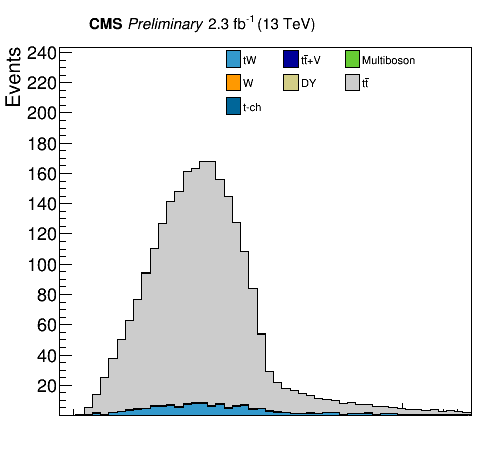 CMS Preliminary 2.3 fb⁻¹ (13 TeV)
Events
240
220
200
180
160
140
120
100
80
60
40
20
tW tt̄+V Multiboson
W DY tt̄
t-ch